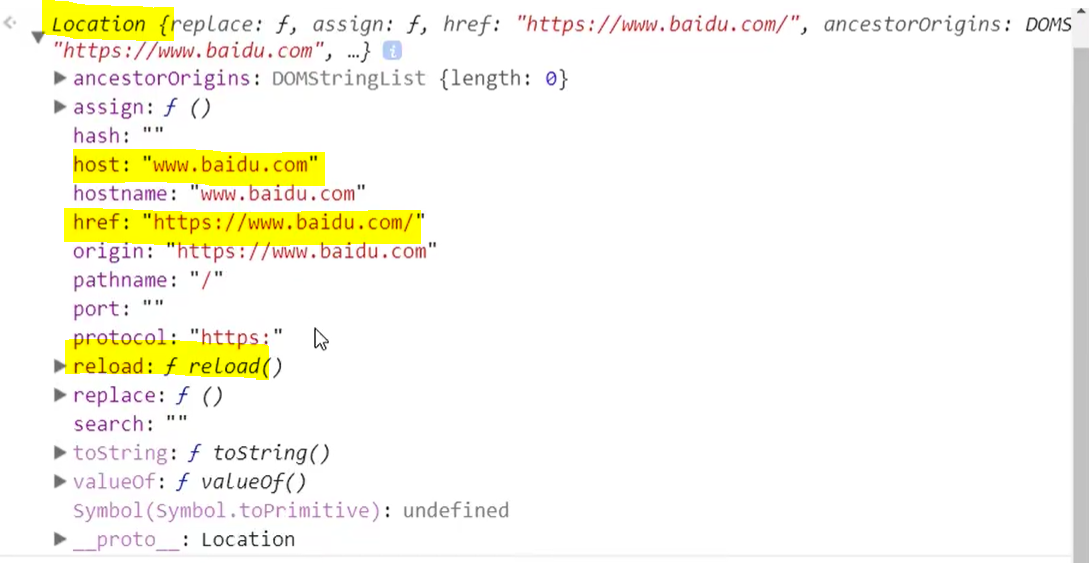 Location {replace: ƒ, assign: ƒ, href: "https://www.baidu.com/", ancestorOrigins: DOMS
"https://www.baidu.com", …} i
ancestorOrigins: DOMStringList {length: 0}
assign: ƒ ()
hash: ""
host: "www.baidu.com"
hostname: "www.baidu.com"
href: "https://www.baidu.com/"
origin: "https://www.baidu.com"
pathname: "/"
port: ""
protocol: "https:"
reload: ƒ reload()
replace: ƒ ()
search: ""
toString: ƒ toString()
valueOf: ƒ valueOf()
Symbol(Symbol.toPrimitive): undefined
__proto__: Location